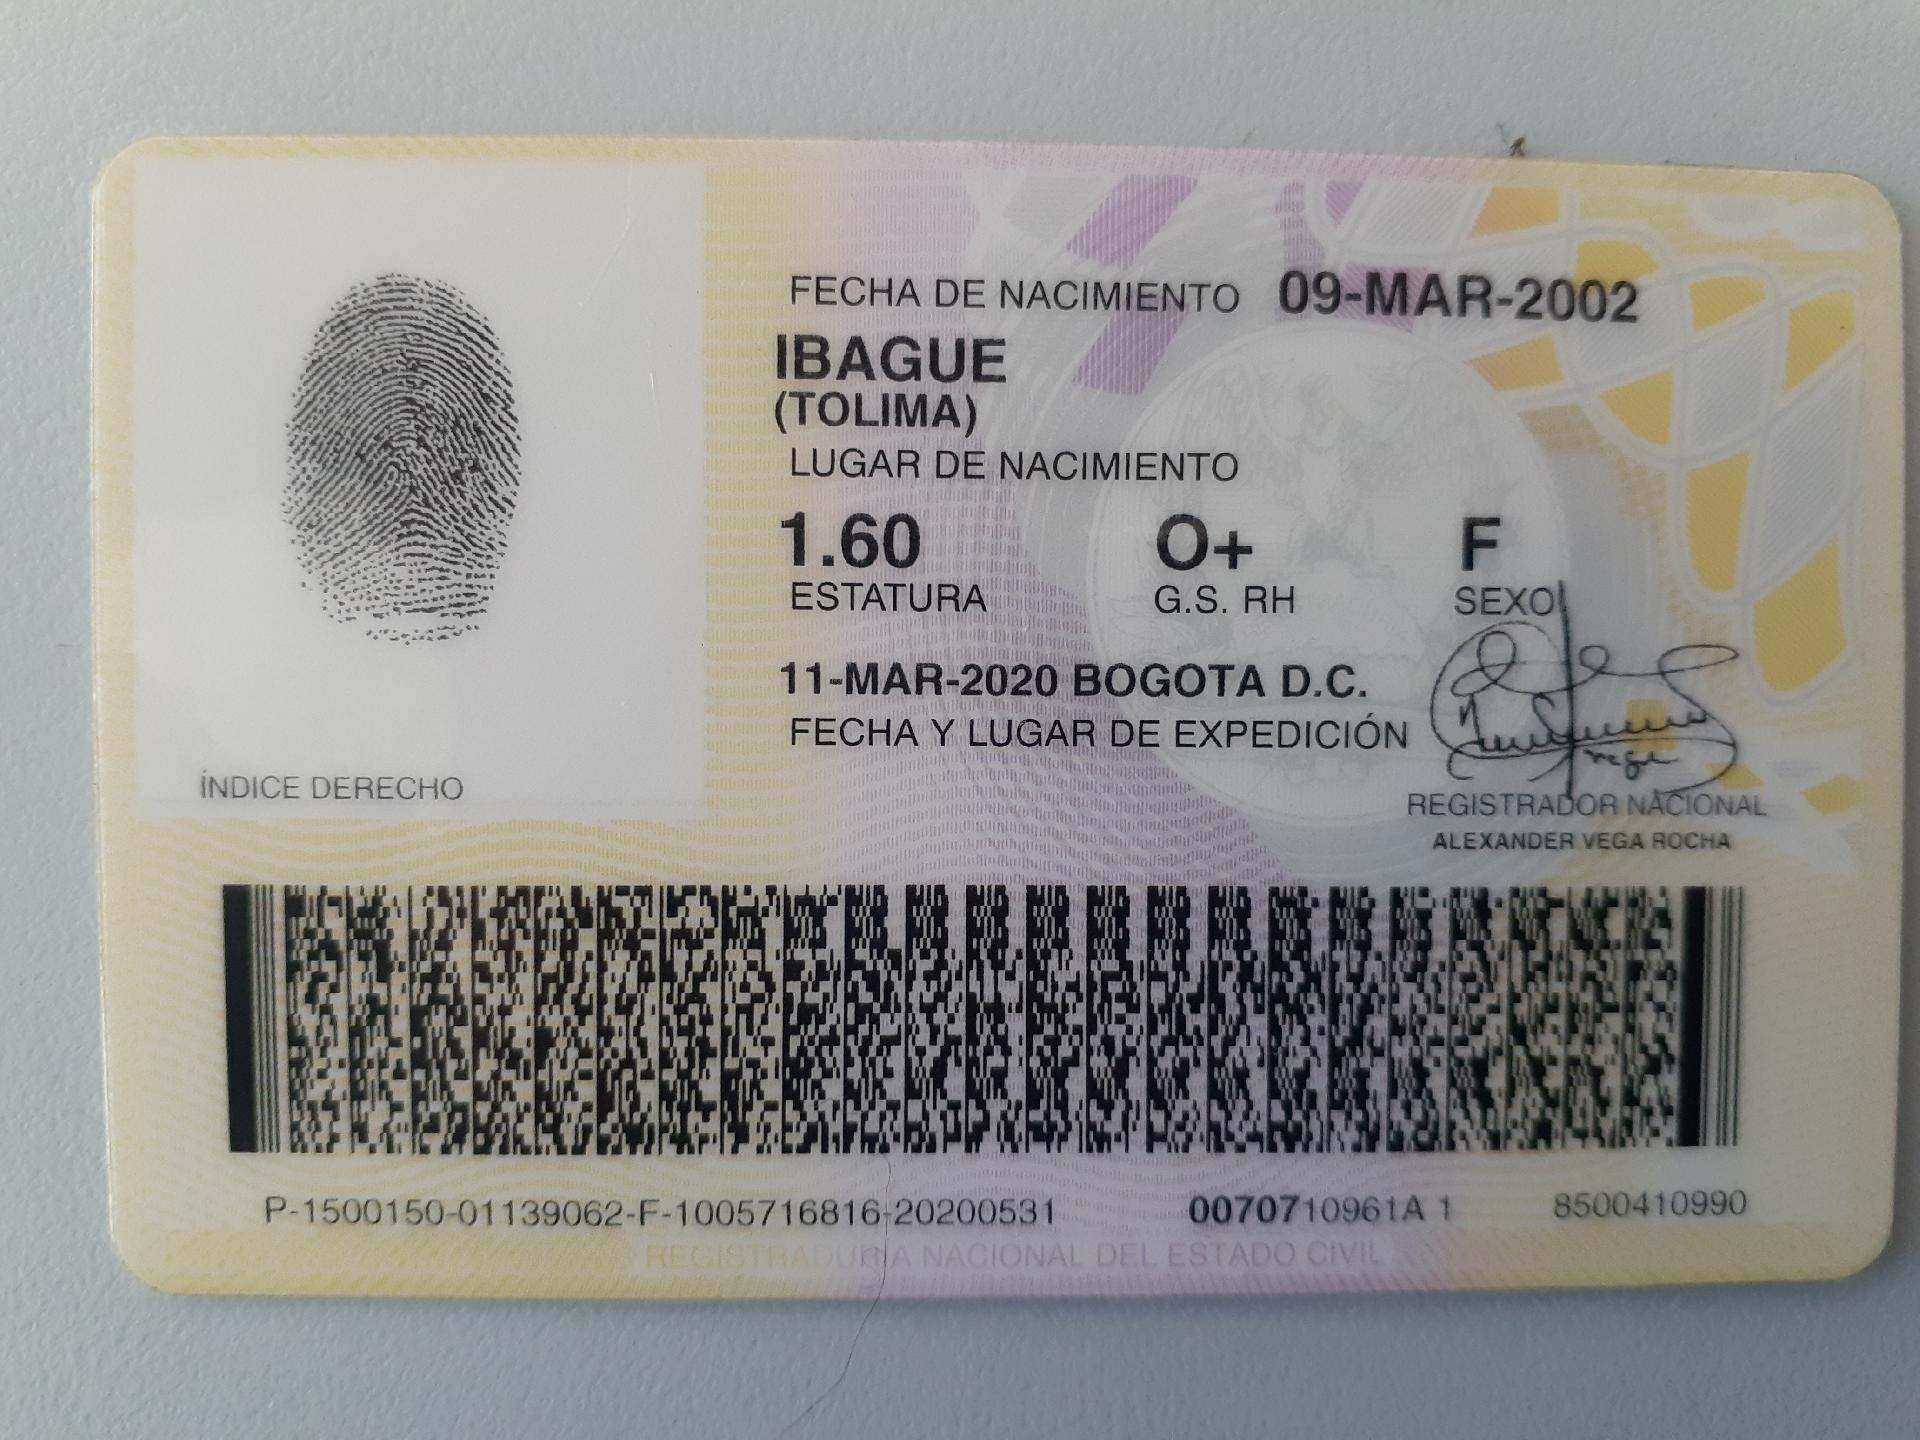 FECHA DE NACIMIENTO 09-MAR-2002
IBAGUE
(TOLIMA)
LUGAR DE NACIMIENTO
1.60 O+ F
ESTATURA G.S. RH SEXO
11-MAR-2020 BOGOTA D.C.
FECHA Y LUGAR DE EXPEDICIÓN
ÍNDICE DERECHO
REGISTRADOR NACIONAL
ALEXANDER VEGA ROCHA
P-1500150-01139062-F-1005716816-20200531 0070710961A 1 8500410990
REGISTRADURIA NACIONAL DEL ESTADO CIVIL